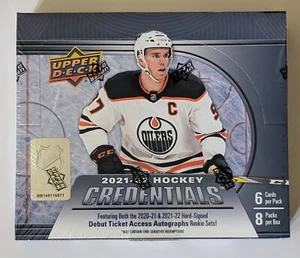 UPPER
DECK
97
C
OILERS
2021-22 HOCKEY
CREDENTIALS
6 Cards
per Pack
8 Packs
per Box
Featuring Both the 2020-21 & 2021-22 Hard-Signed
Debut Ticket Access Autographs Rookie Sets!